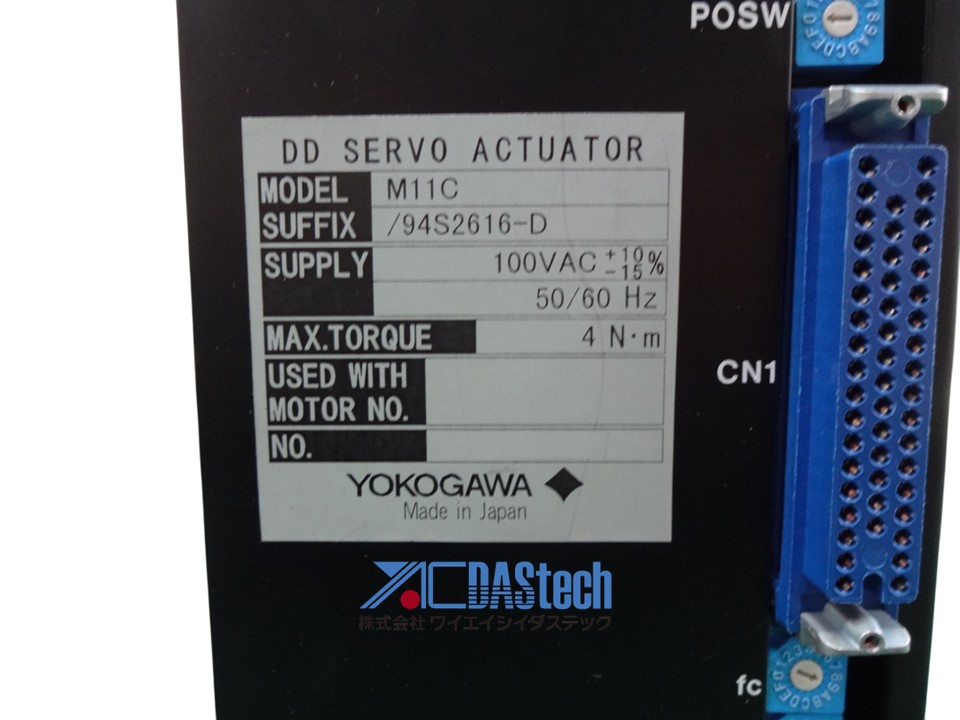 POSW
DD SERVO ACTUATOR
MODEL M11C
SUFFIX /94S2616-D
SUPPLY 100VAC +10 -15 %
50/60 Hz
MAX.TORQUE 4 N·m
USED WITH
MOTOR NO.
NO.
CN1
YOKOGAWA
Made in Japan
YAC DAStech
株式会社 ワイエイシイダステック
fc